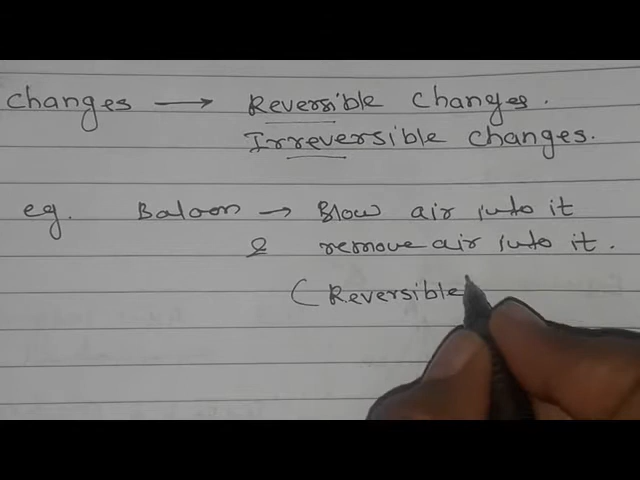 Changes → Reversible Changes.
Irreversible changes.
eg. Baloon → Blow air into it
& remove air into it.
(Reversible